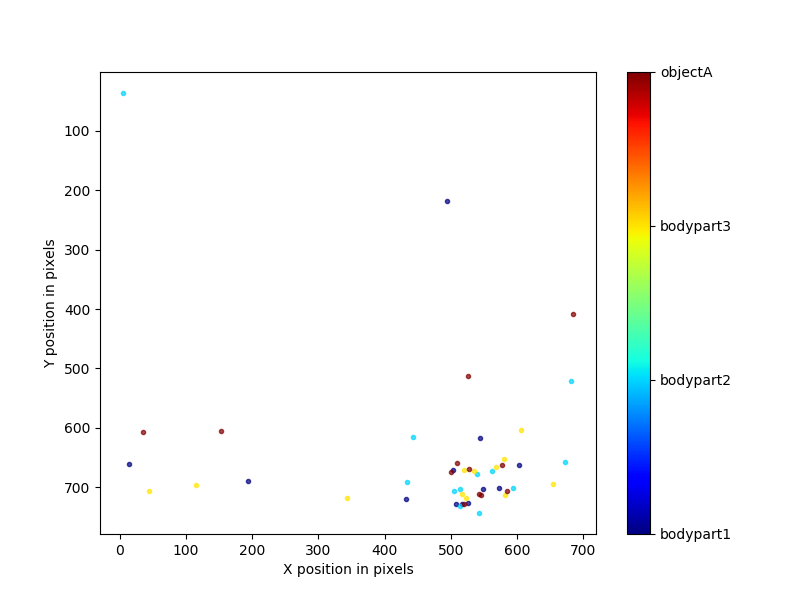 objectA
100
200
bodypart3
300
Y position in pixels
400
500
bodypart2
600
700
bodypart1
0 100 200 300 400 500 600 700
X position in pixels